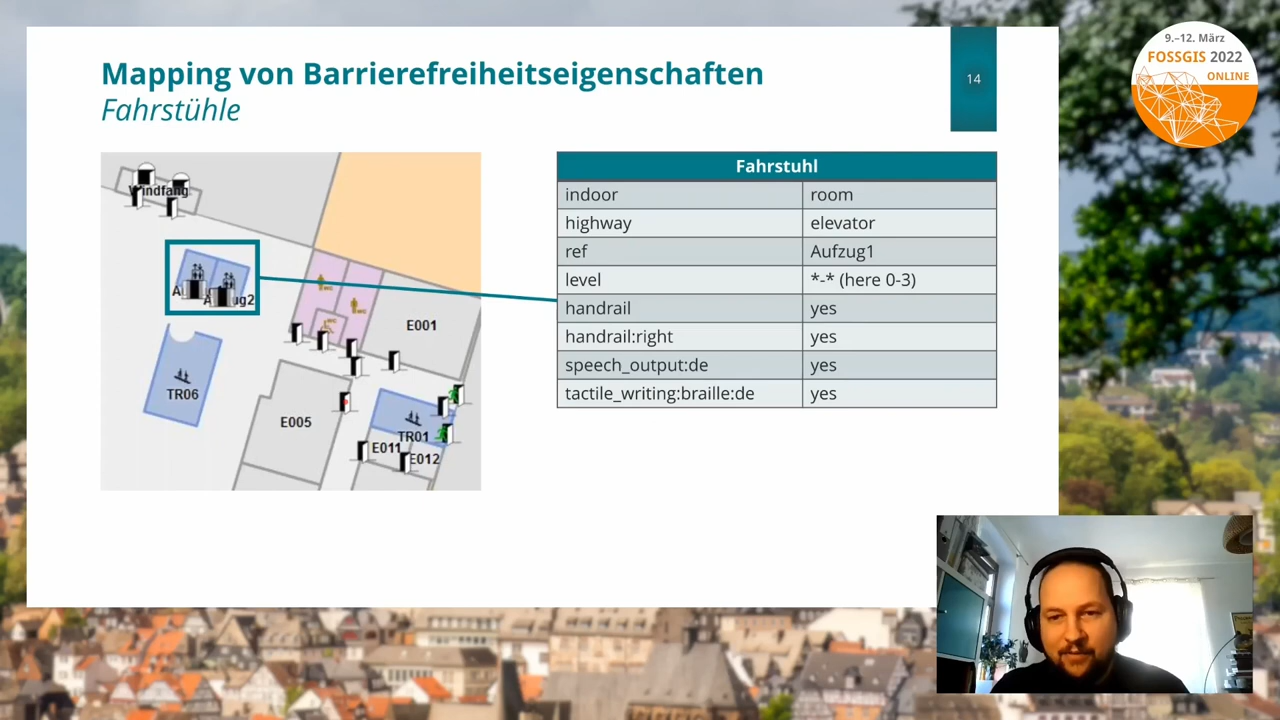 Mapping von Barrierefreiheitseigenschaften
Fahrstühle
14
9.–12. März
FOSSGIS 2022
ONLINE
Windfang
ug2
TR06
E001
E005
TR01
E011
E012
Fahrstuhl
indoor room
highway elevator
ref Aufzug1
level *-* (here 0-3)
handrail yes
handrail:right yes
speech_output:de yes
tactile_writing:braille:de yes